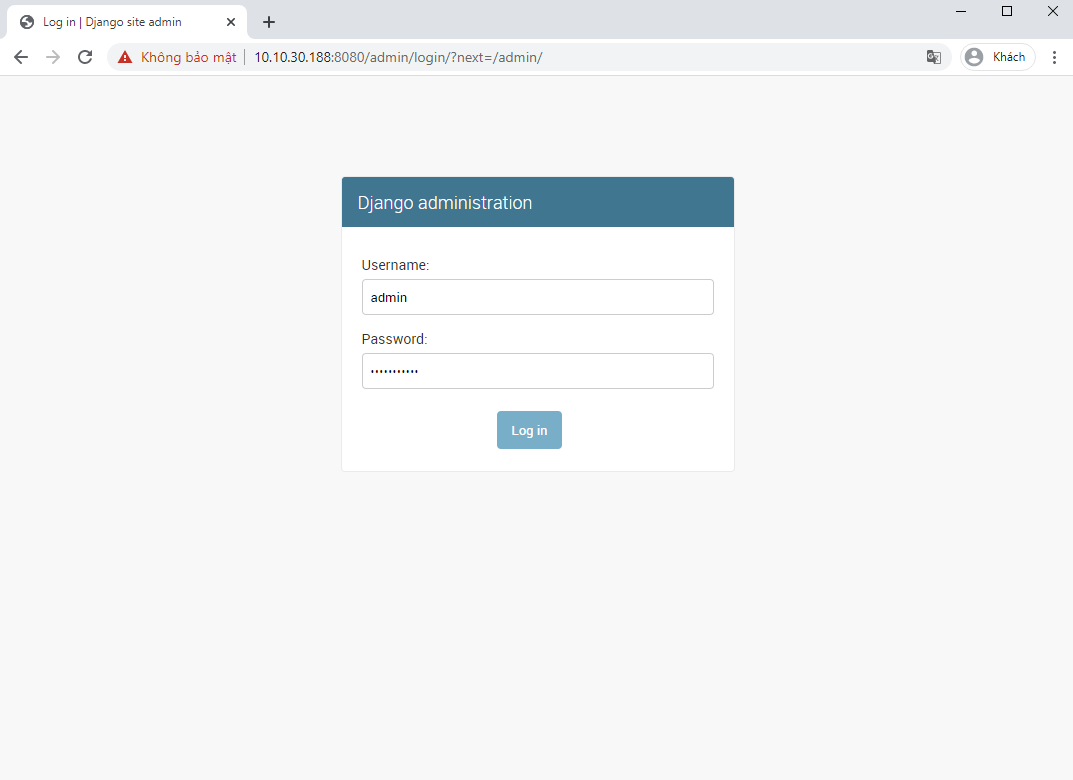 Log in | Django site admin
Không bảo mật 10.10.30.188:8080/admin/login/?next=/admin/ Khách
Django administration
Username:
admin
Password:
•••••••••••
Log in